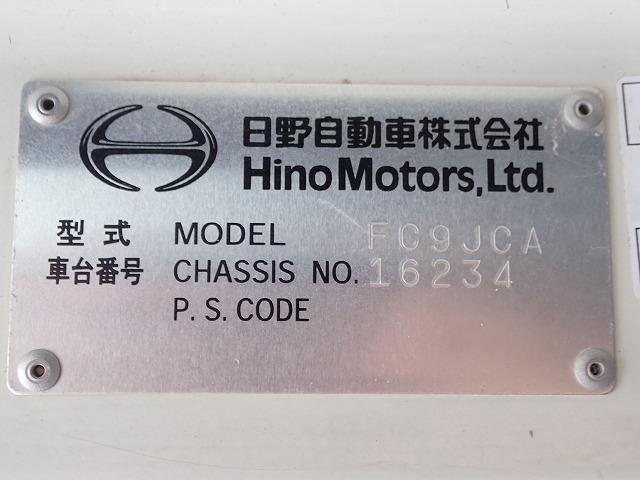 日野自動車株式会社
Hino Motors, Ltd.
型式 MODEL FC9JCA
車台番号 CHASSIS NO. 16234
P. S. CODE